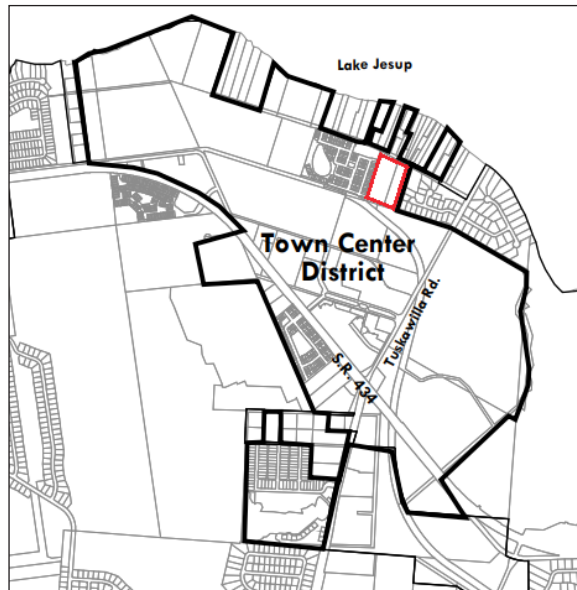 Lake Jesup
Town Center
District
Tuskawilla Rd.
S.R. 434